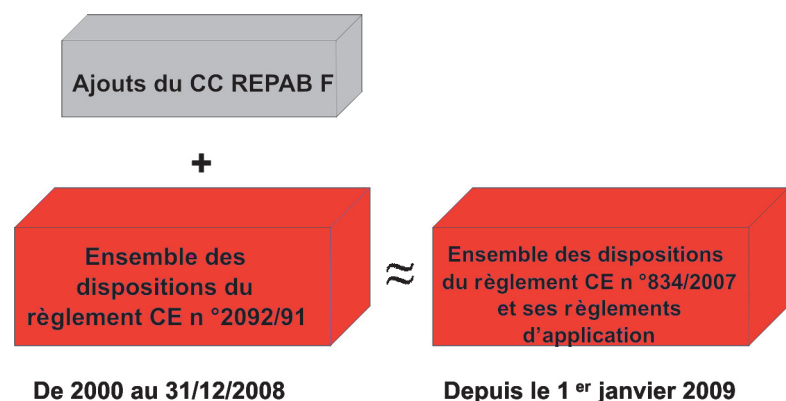 Ajouts du CC REPAB F
+
Ensemble des
dispositions du
règlement CE n °2092/91
≈
Ensemble des dispositions
du règlement CE n °834/2007
et ses règlements
d'application
De 2000 au 31/12/2008
Depuis le 1 er janvier 2009